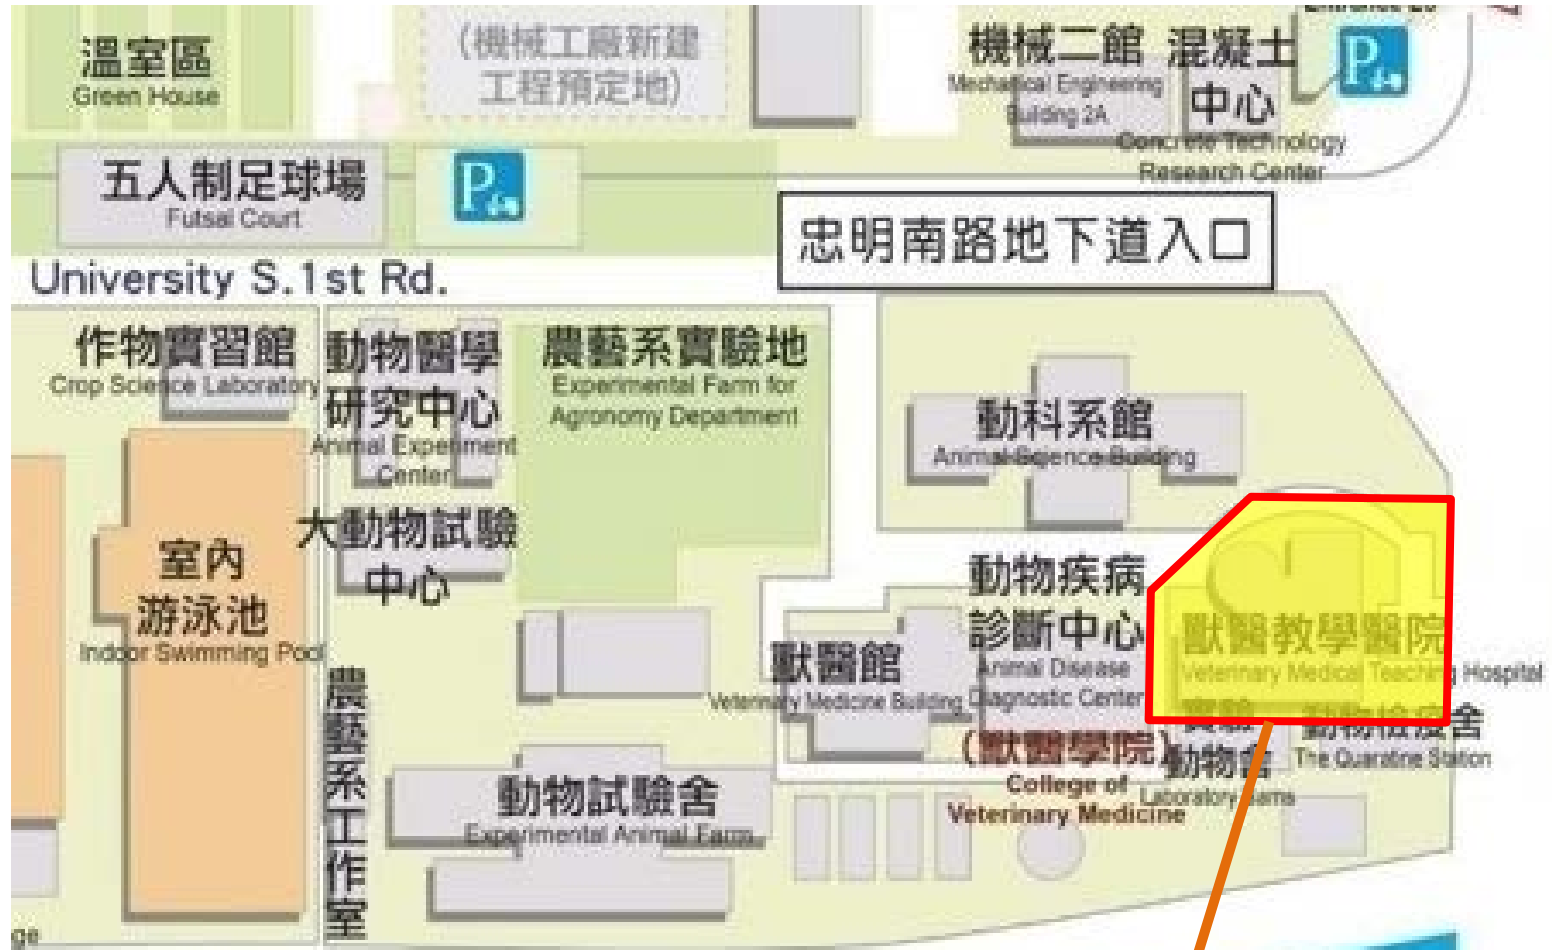 溫室區
Green House
(機械工廠新建
工程預定地)
機械二館
Mechanical Engineering
Building 2A
混凝土
中心
Concrete Technology
Research Center
P
五人制足球場
Futsal Court
P
忠明南路地下道入口
University S.1st Rd.
作物實習館
Crop Science Laboratory
動物醫學
研究中心
Animal Experiment
Center
農藝系實驗地
Experimental Farm for
Agronomy Department
動科系館
Animal Science Building
大動物試驗
中心
室內
游泳池
Indoor Swimming Pool
動物疾病
診斷中心
Animal Disease
Diagnostic Center
獸醫館
Veterinary Medicine Building
獸醫教學醫院
Veterinary Medical Teaching Hospital
農藝系工作室
(獸醫學院)
College of
Veterinary Medicine
實驗
動物舍
Laboratory
動物檢疫舍
The Quaratine Station
動物試驗舍
Experimental Animal Farm